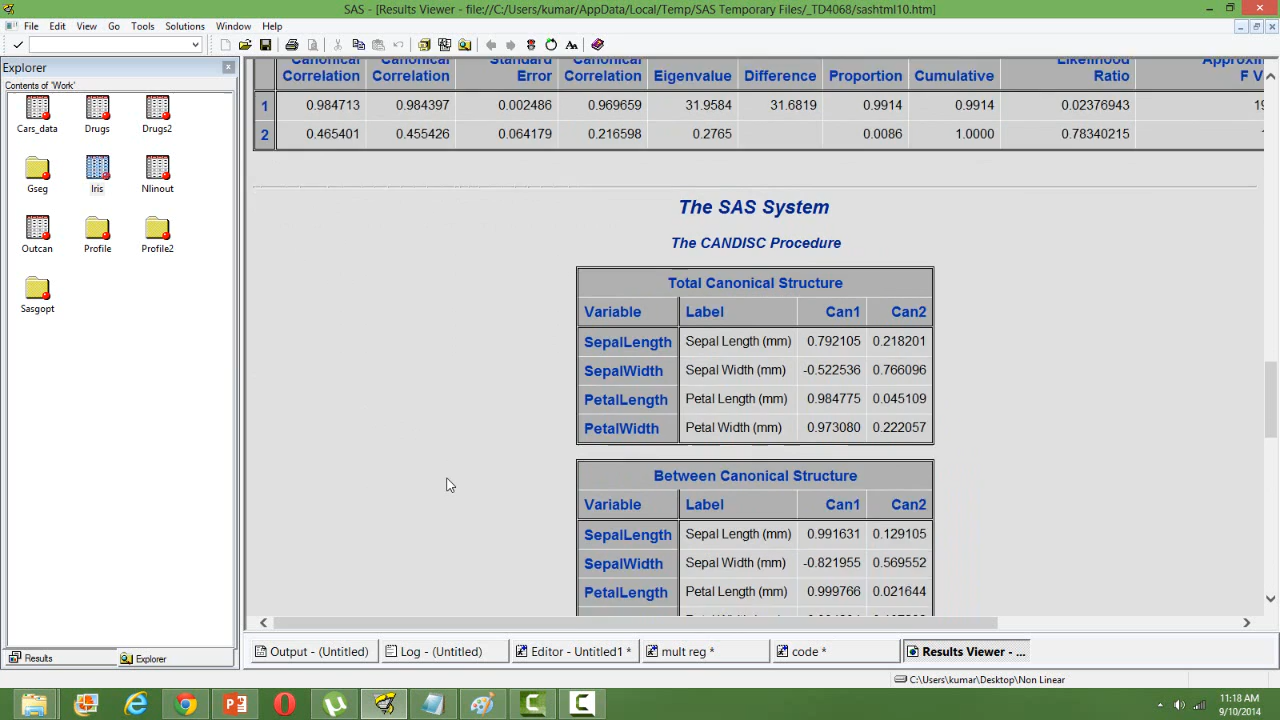 SAS - [Results Viewer - file://C:/Users/kumar/AppData/Local/Temp/SAS Temporary Files/_TD4068/sashtml10.htm]
File Edit View Go Tools Solutions Window Help
Explorer
Contents of 'Work'
Cars_data Drugs Drugs2
Gseg Iris Nlinout
Outcan Profile Profile2
Sasgopt
Results Explorer
Canonical Canonical Standard Canonical Likelihood
Correlation Correlation Error Correlation Eigenvalue Difference Proportion Cumulative Ratio F V
1 0.984713 0.984397 0.002486 0.969659 31.9584 31.6819 0.9914 0.9914 0.02376943 19
2 0.465401 0.455426 0.064179 0.216598 0.2765 0.0086 1.0000 0.78340215
The SAS System
The CANDISC Procedure
Total Canonical Structure
Variable Label Can1 Can2
SepalLength Sepal Length (mm) 0.792105 0.218201
SepalWidth Sepal Width (mm) -0.522536 0.766096
PetalLength Petal Length (mm) 0.984775 0.045109
PetalWidth Petal Width (mm) 0.973080 0.222057
Between Canonical Structure
Variable Label Can1 Can2
SepalLength Sepal Length (mm) 0.991631 0.129105
SepalWidth Sepal Width (mm) -0.821955 0.569552
PetalLength Petal Length (mm) 0.999766 0.021644
Output - (Untitled) Log - (Untitled) Editor - Untitled1 * mult reg * code * Results Viewer - ...
C:\Users\kumar\Desktop\Non Linear
11:18 AM
9/10/2014